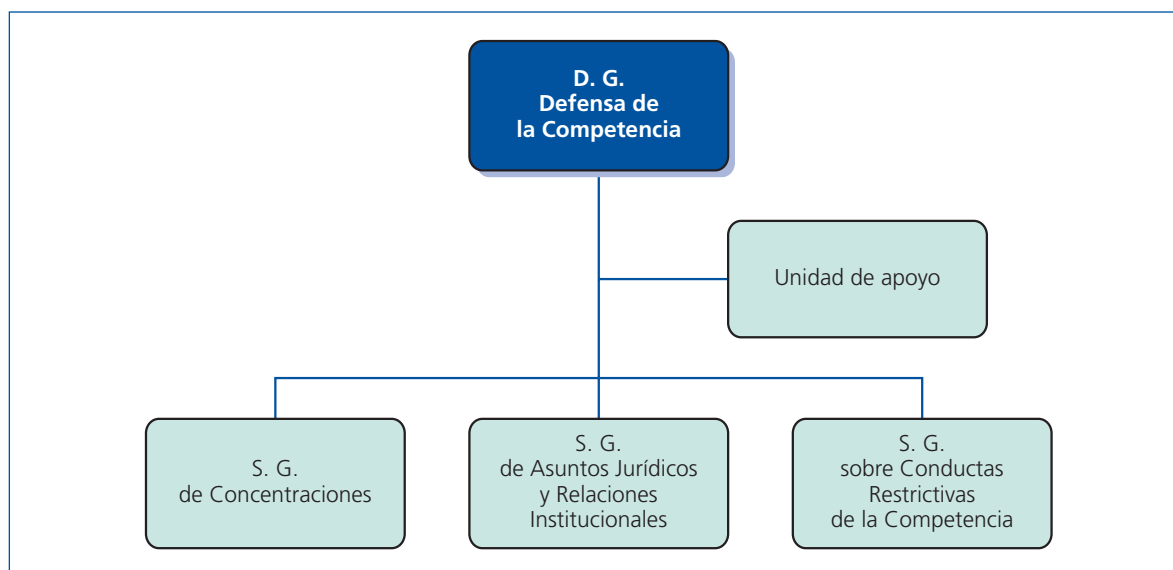 D. G.
Defensa de
la Competencia
Unidad de apoyo
S. G.
de Concentraciones
S. G.
de Asuntos Jurídicos
y Relaciones
Institucionales
S. G.
sobre Conductas
Restrictivas
de la Competencia